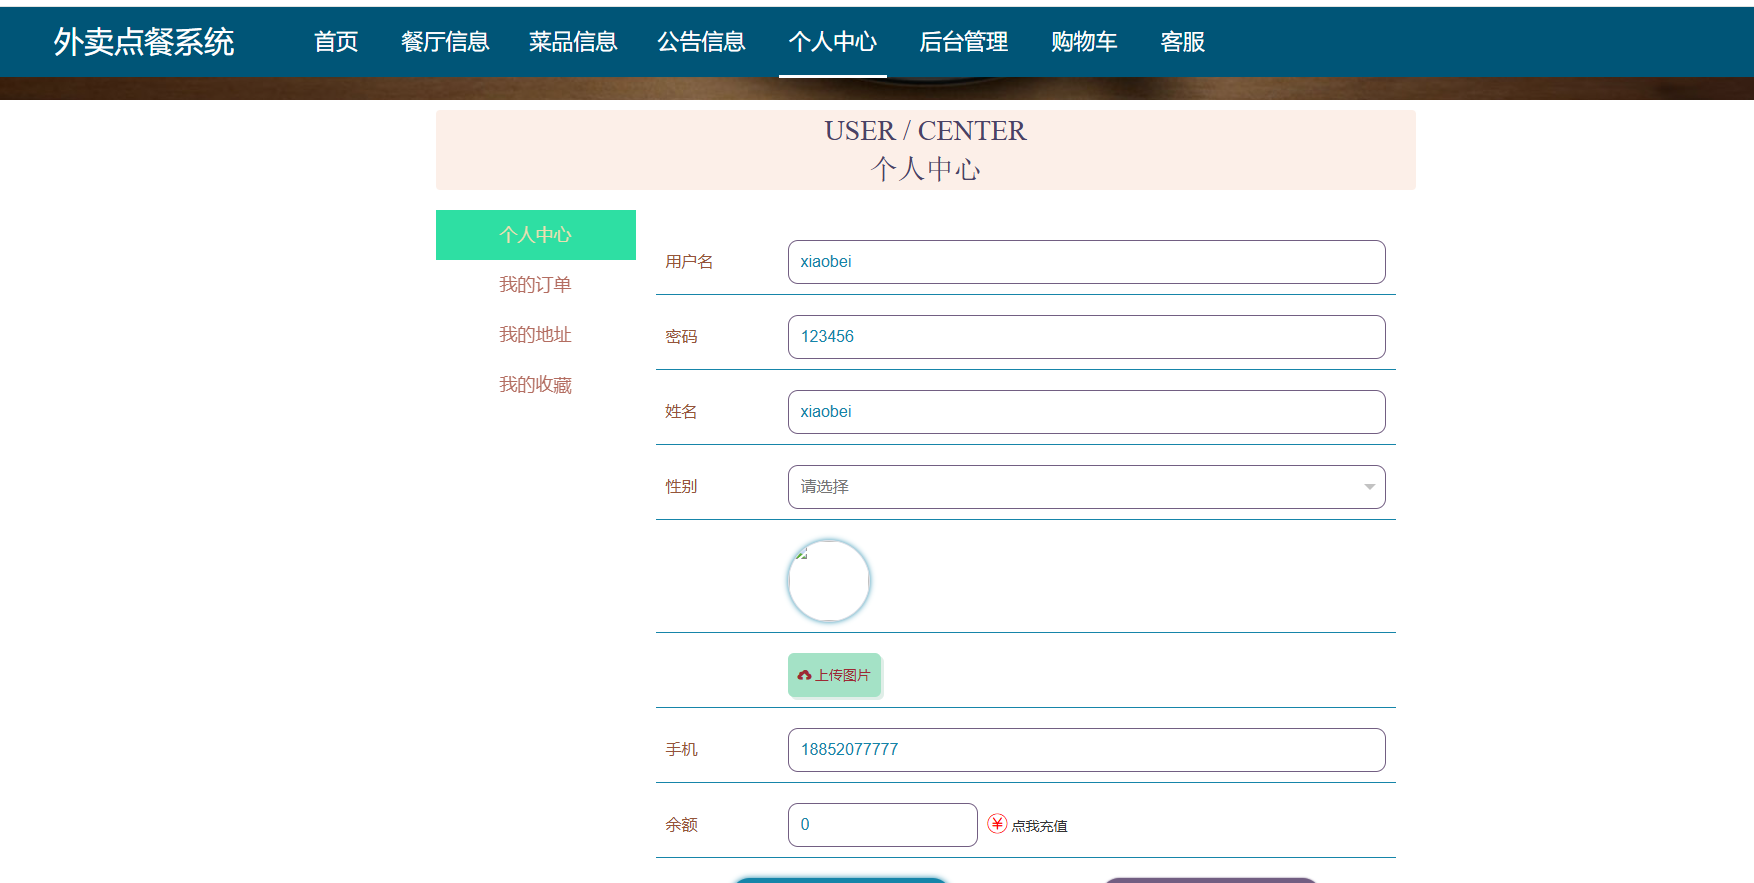 外卖点餐系统 首页 餐厅信息 菜品信息 公告信息 个人中心 后台管理 购物车 客服
USER / CENTER
个人中心
个人中心
我的订单
我的地址
我的收藏
用户名 xiaobei
密码 123456
姓名 xiaobei
性别 请选择
上传图片
手机 18852077777
余额 0 点我充值